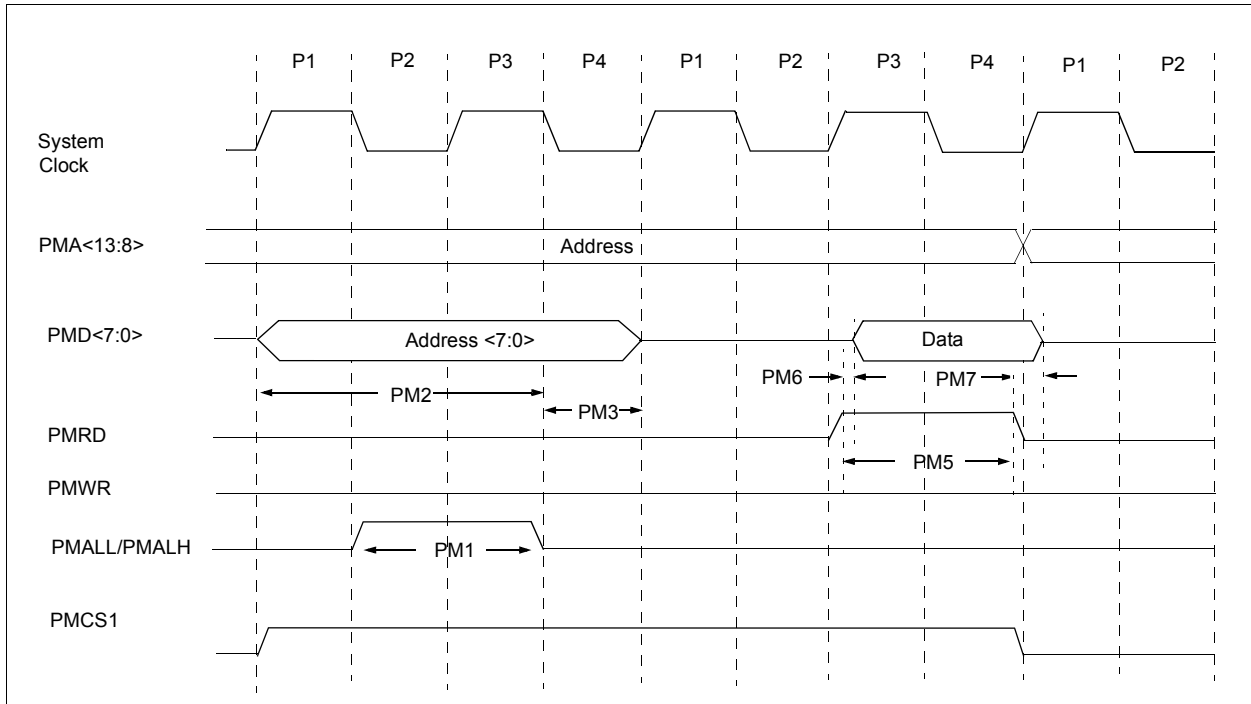 P1 P2 P3 P4 P1 P2 P3 P4 P1 P2
System
Clock
PMA<13:8>
Address
PMD<7:0>
Address <7:0>
Data
PM6
PM7
PM2
PM3
PMRD
PM5
PMWR
PMALL/PMALH
PM1
PMCS1